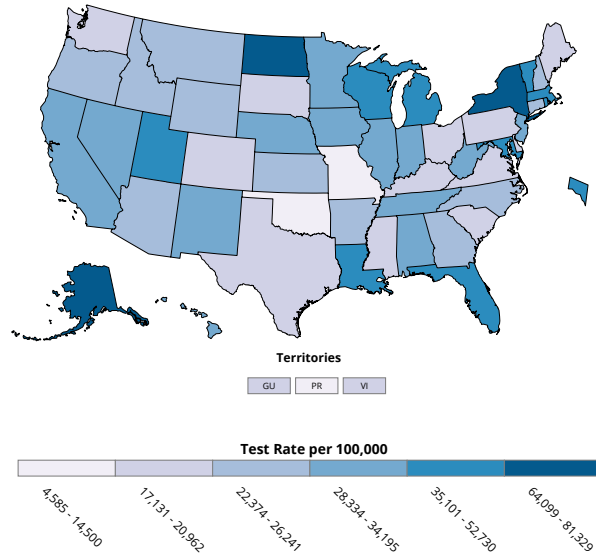 Territories
GU PR VI
Test Rate per 100,000
4,585 - 14,500
17,131 - 20,962
22,374 - 26,241
28,334 - 34,195
35,101 - 52,730
64,099 - 81,329